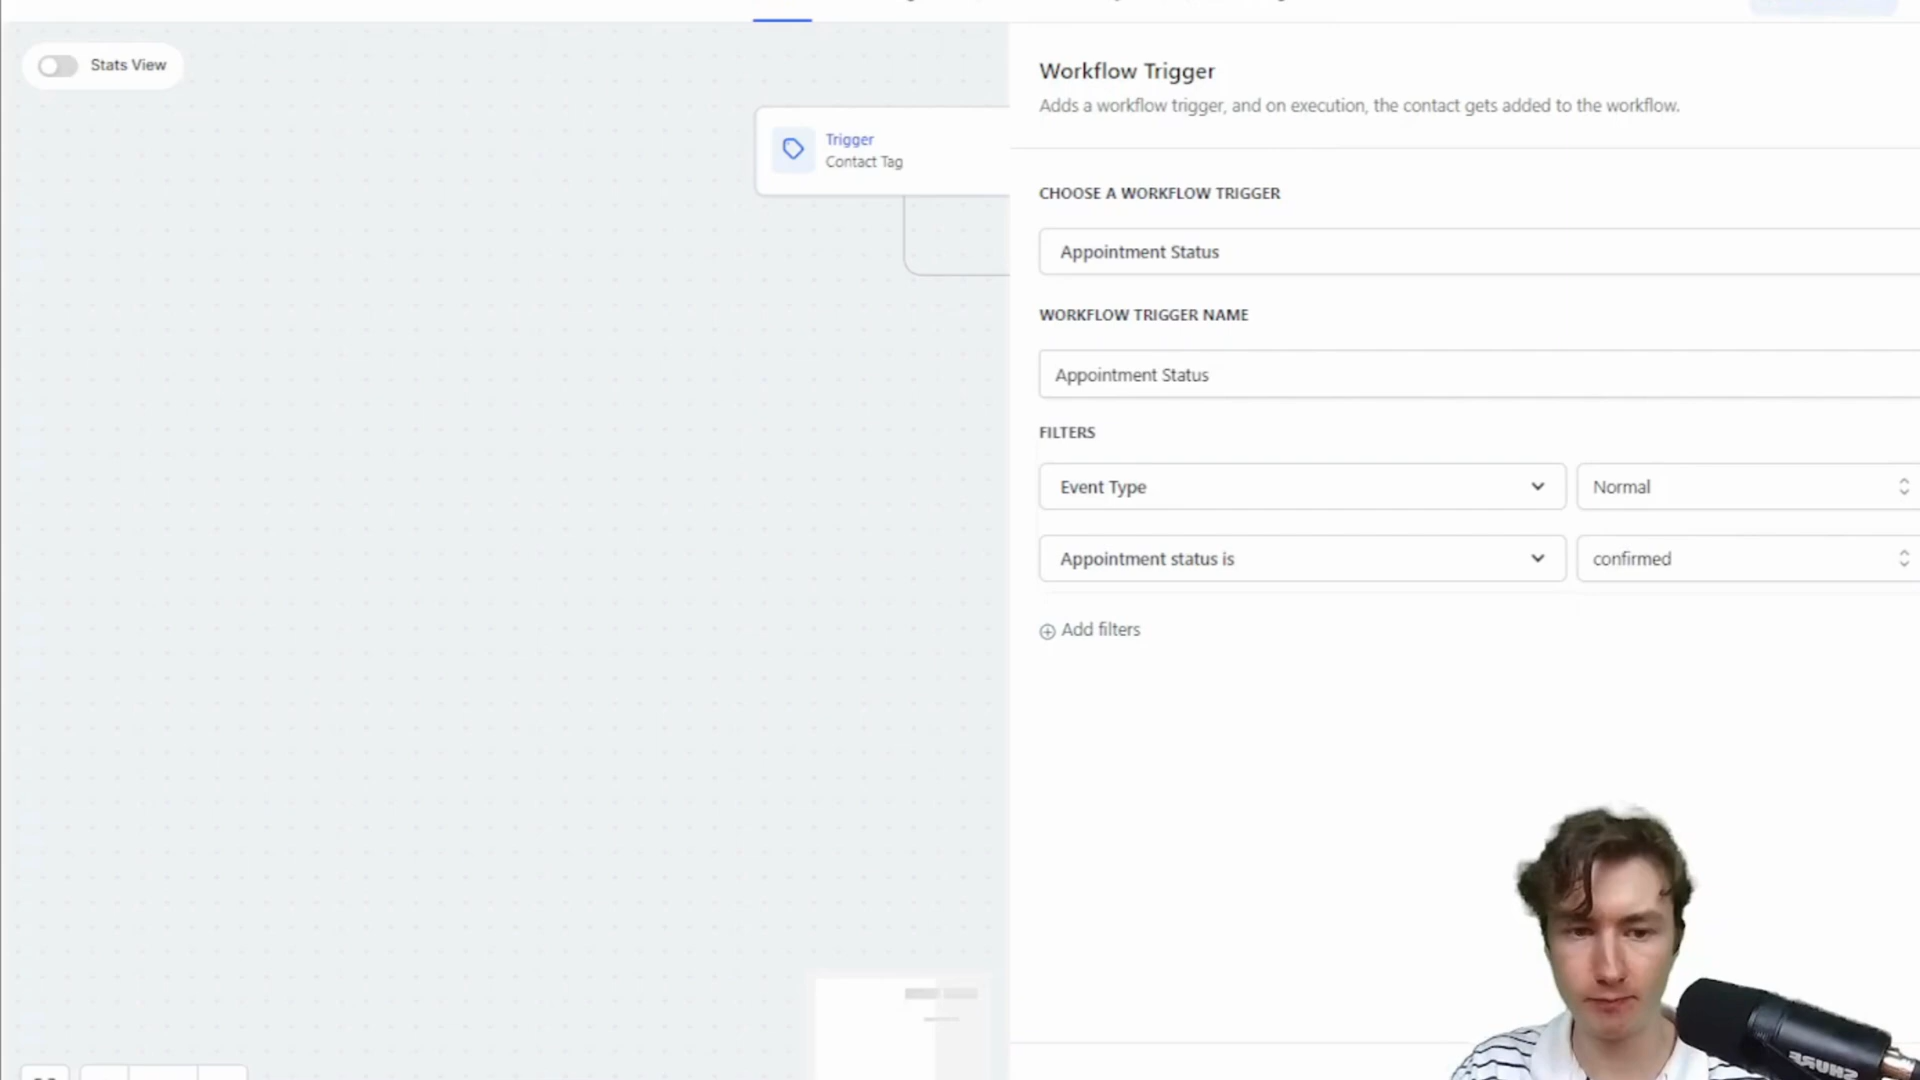 Stats View
Trigger
Contact Tag
Workflow Trigger
Adds a workflow trigger, and on execution, the contact gets added to the workflow.
CHOOSE A WORKFLOW TRIGGER
Appointment Status
WORKFLOW TRIGGER NAME
Appointment Status
FILTERS
Event Type
Normal
Appointment status is
confirmed
Add filters
SHURE